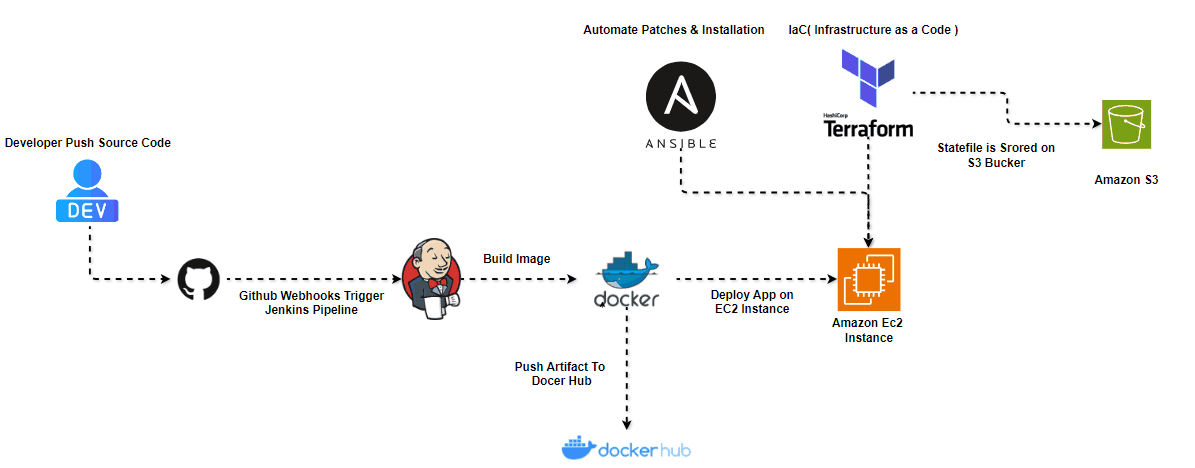 Automate Patches & Installation
IaC( Infrastructure as a Code )
ANSIBLE
HashiCorp
Terraform
Statefile is Srored on
S3 Bucker
Amazon S3
Developer Push Source Code
DEV
Github Webhooks Trigger
Jenkins Pipeline
Build Image
docker
Deploy App on
EC2 Instance
Amazon Ec2
Instance
Push Artifact To
Docer Hub
dockerhub